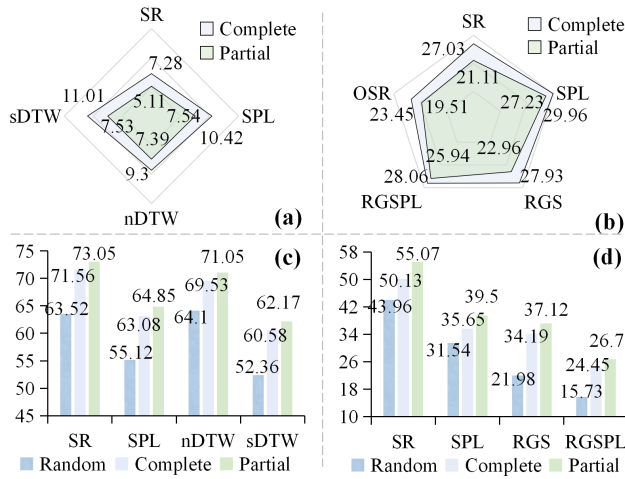 SR
Complete
Partial
7.28
11.01
5.11
sDTW
7.53
7.54
SPL
7.39
10.42
9.3
nDTW
(a)
SR
Complete
Partial
27.03
21.11
OSR
SPL
23.45
19.51
27.23
29.96
25.94
22.96
28.06
27.93
RGSPL
RGS
(b)
75
70
65
60
55
50
45
73.05
71.56
63.52
64.85
63.08
55.12
71.05
69.53
64.1
62.17
60.58
52.36
(c)
SR SPL nDTW sDTW
Random Complete Partial
58
50
42
34
26
18
10
55.07
50.13
43.96
39.5
35.65
31.54
37.12
34.19
21.98
26.7
24.45
15.73
(d)
SR SPL RGS RGSPL
Random Complete Partial